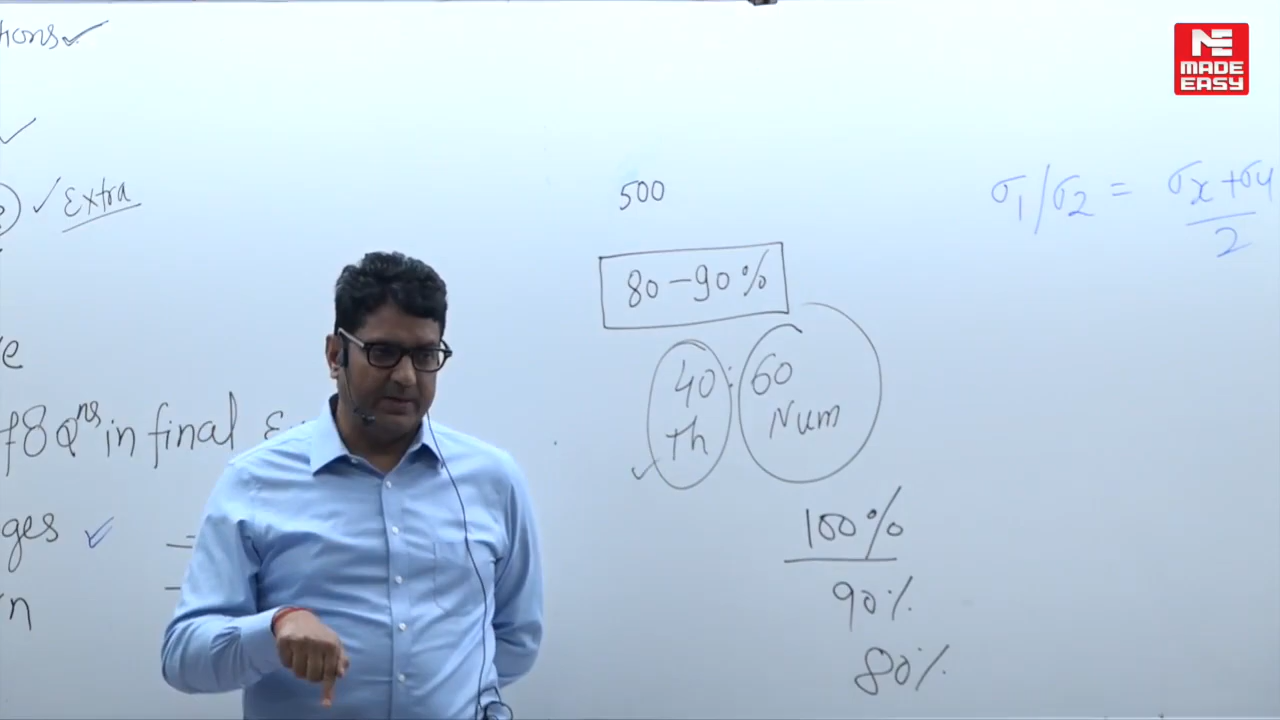 tions ✓
✓
✓ Extra
500
80-90%
40 : 60
Th Num
f 8 Qns in final
ges ✓
100%
90%
80%
σ1/σ2 = σx+σy
2
MADE
EASY